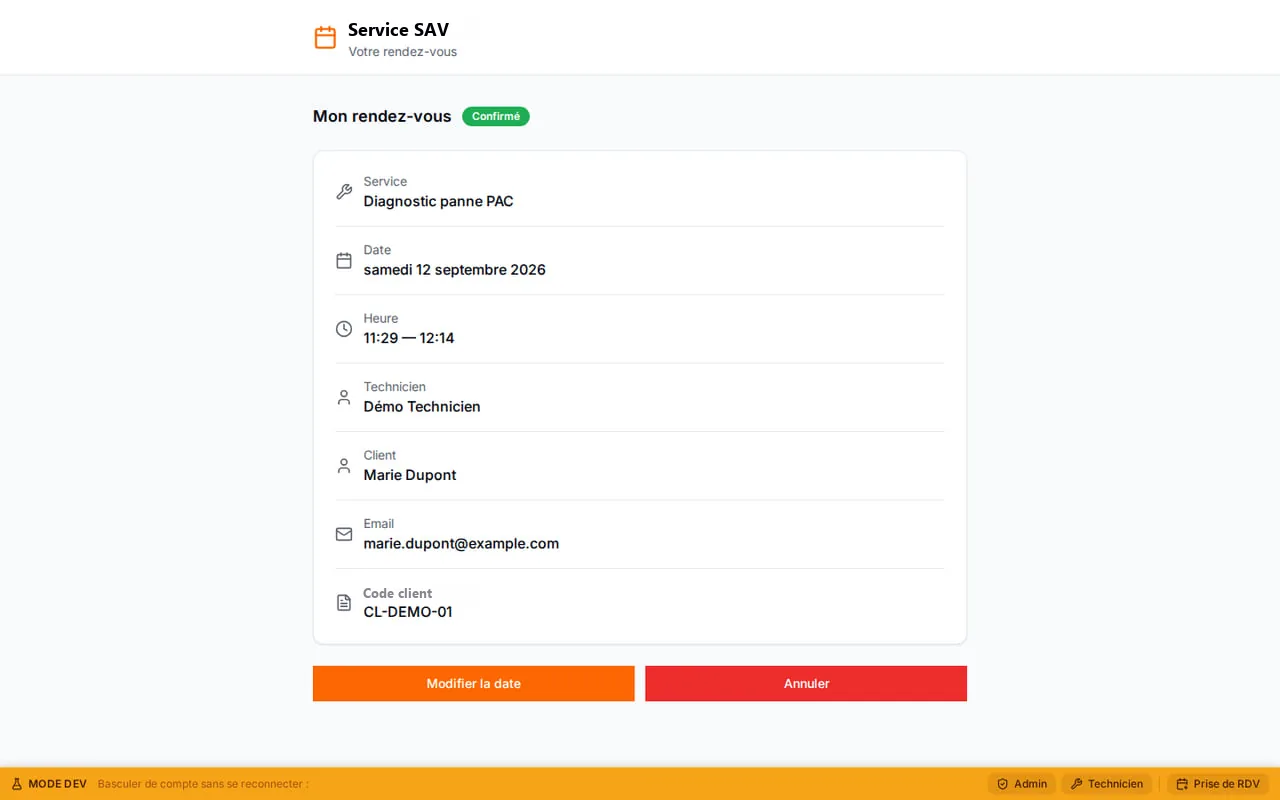 Service SAV
Votre rendez-vous
Mon rendez-vous
Confirmé
Service
Diagnostic panne PAC
Date
samedi 12 septembre 2026
Heure
11:29 — 12:14
Technicien
Démo Technicien
Client
Marie Dupont
Email
marie.dupont@example.com
Code client
CL-DEMO-01
Modifier la date
Annuler
MODE DEV Basculer de compte sans se reconnecter : Admin Technicien Prise de RDV